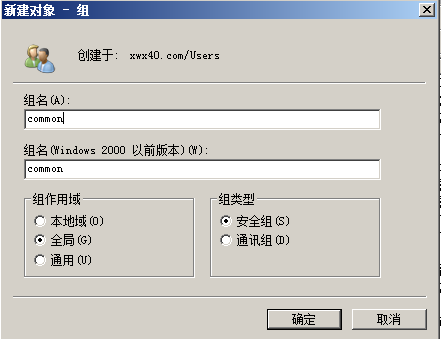 新建对象 - 组
创建于: xwx40.com/Users
组名(A):
common
组名(Windows 2000 以前版本)(W):
common
组作用域
本地域(O)
全局(G)
通用(U)
组类型
安全组(S)
通讯组(D)
确定
取消